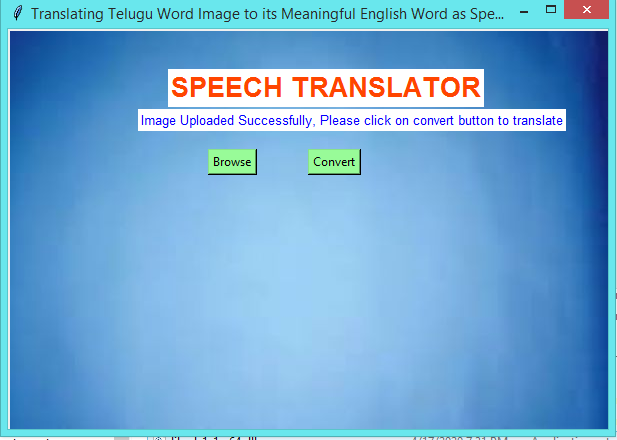 Translating Telugu Word Image to its Meaningful English Word as Spe...
SPEECH TRANSLATOR
Image Uploaded Successfully, Please click on convert button to translate
Browse Convert